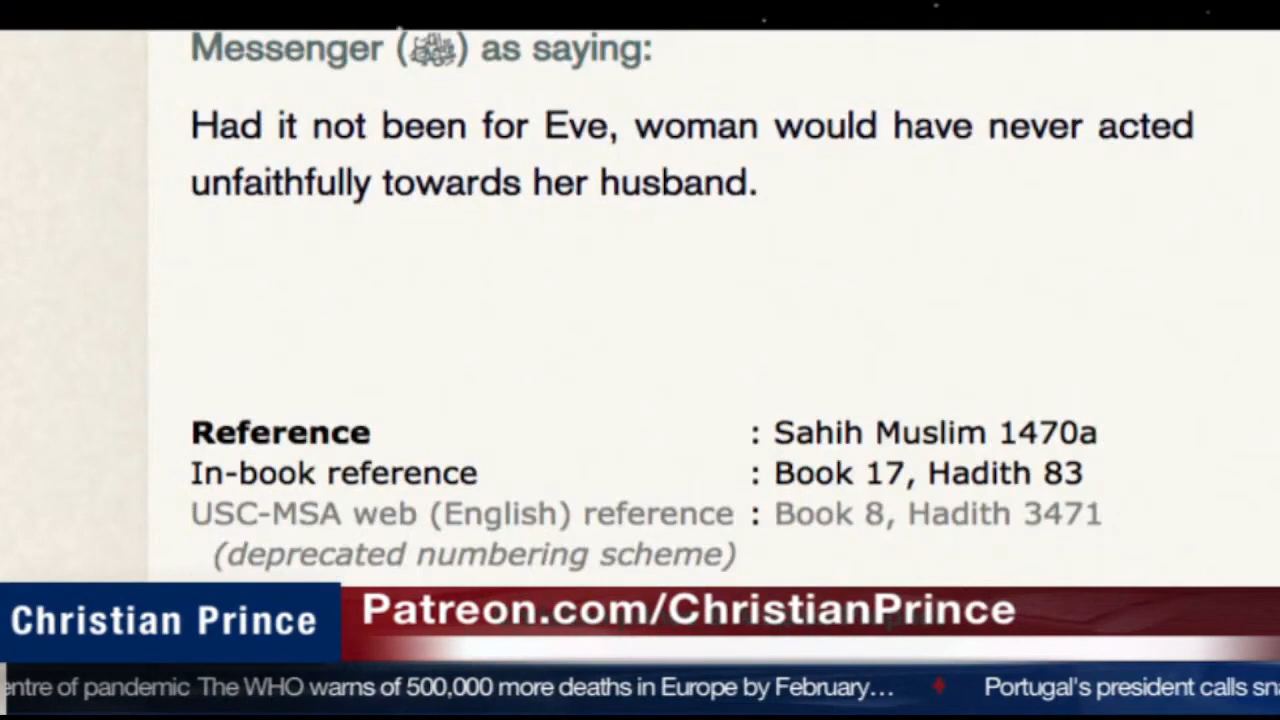 Messenger (ﷺ) as saying:
Had it not been for Eve, woman would have never acted
unfaithfully towards her husband.
Reference : Sahih Muslim 1470a
In-book reference : Book 17, Hadith 83
USC-MSA web (English) reference : Book 8, Hadith 3471
(deprecated numbering scheme)
Christian Prince
Patreon.com/ChristianPrince
entre of pandemic The WHO warns of 500,000 more deaths in Europe by February... ♦ Portugal's president calls sna